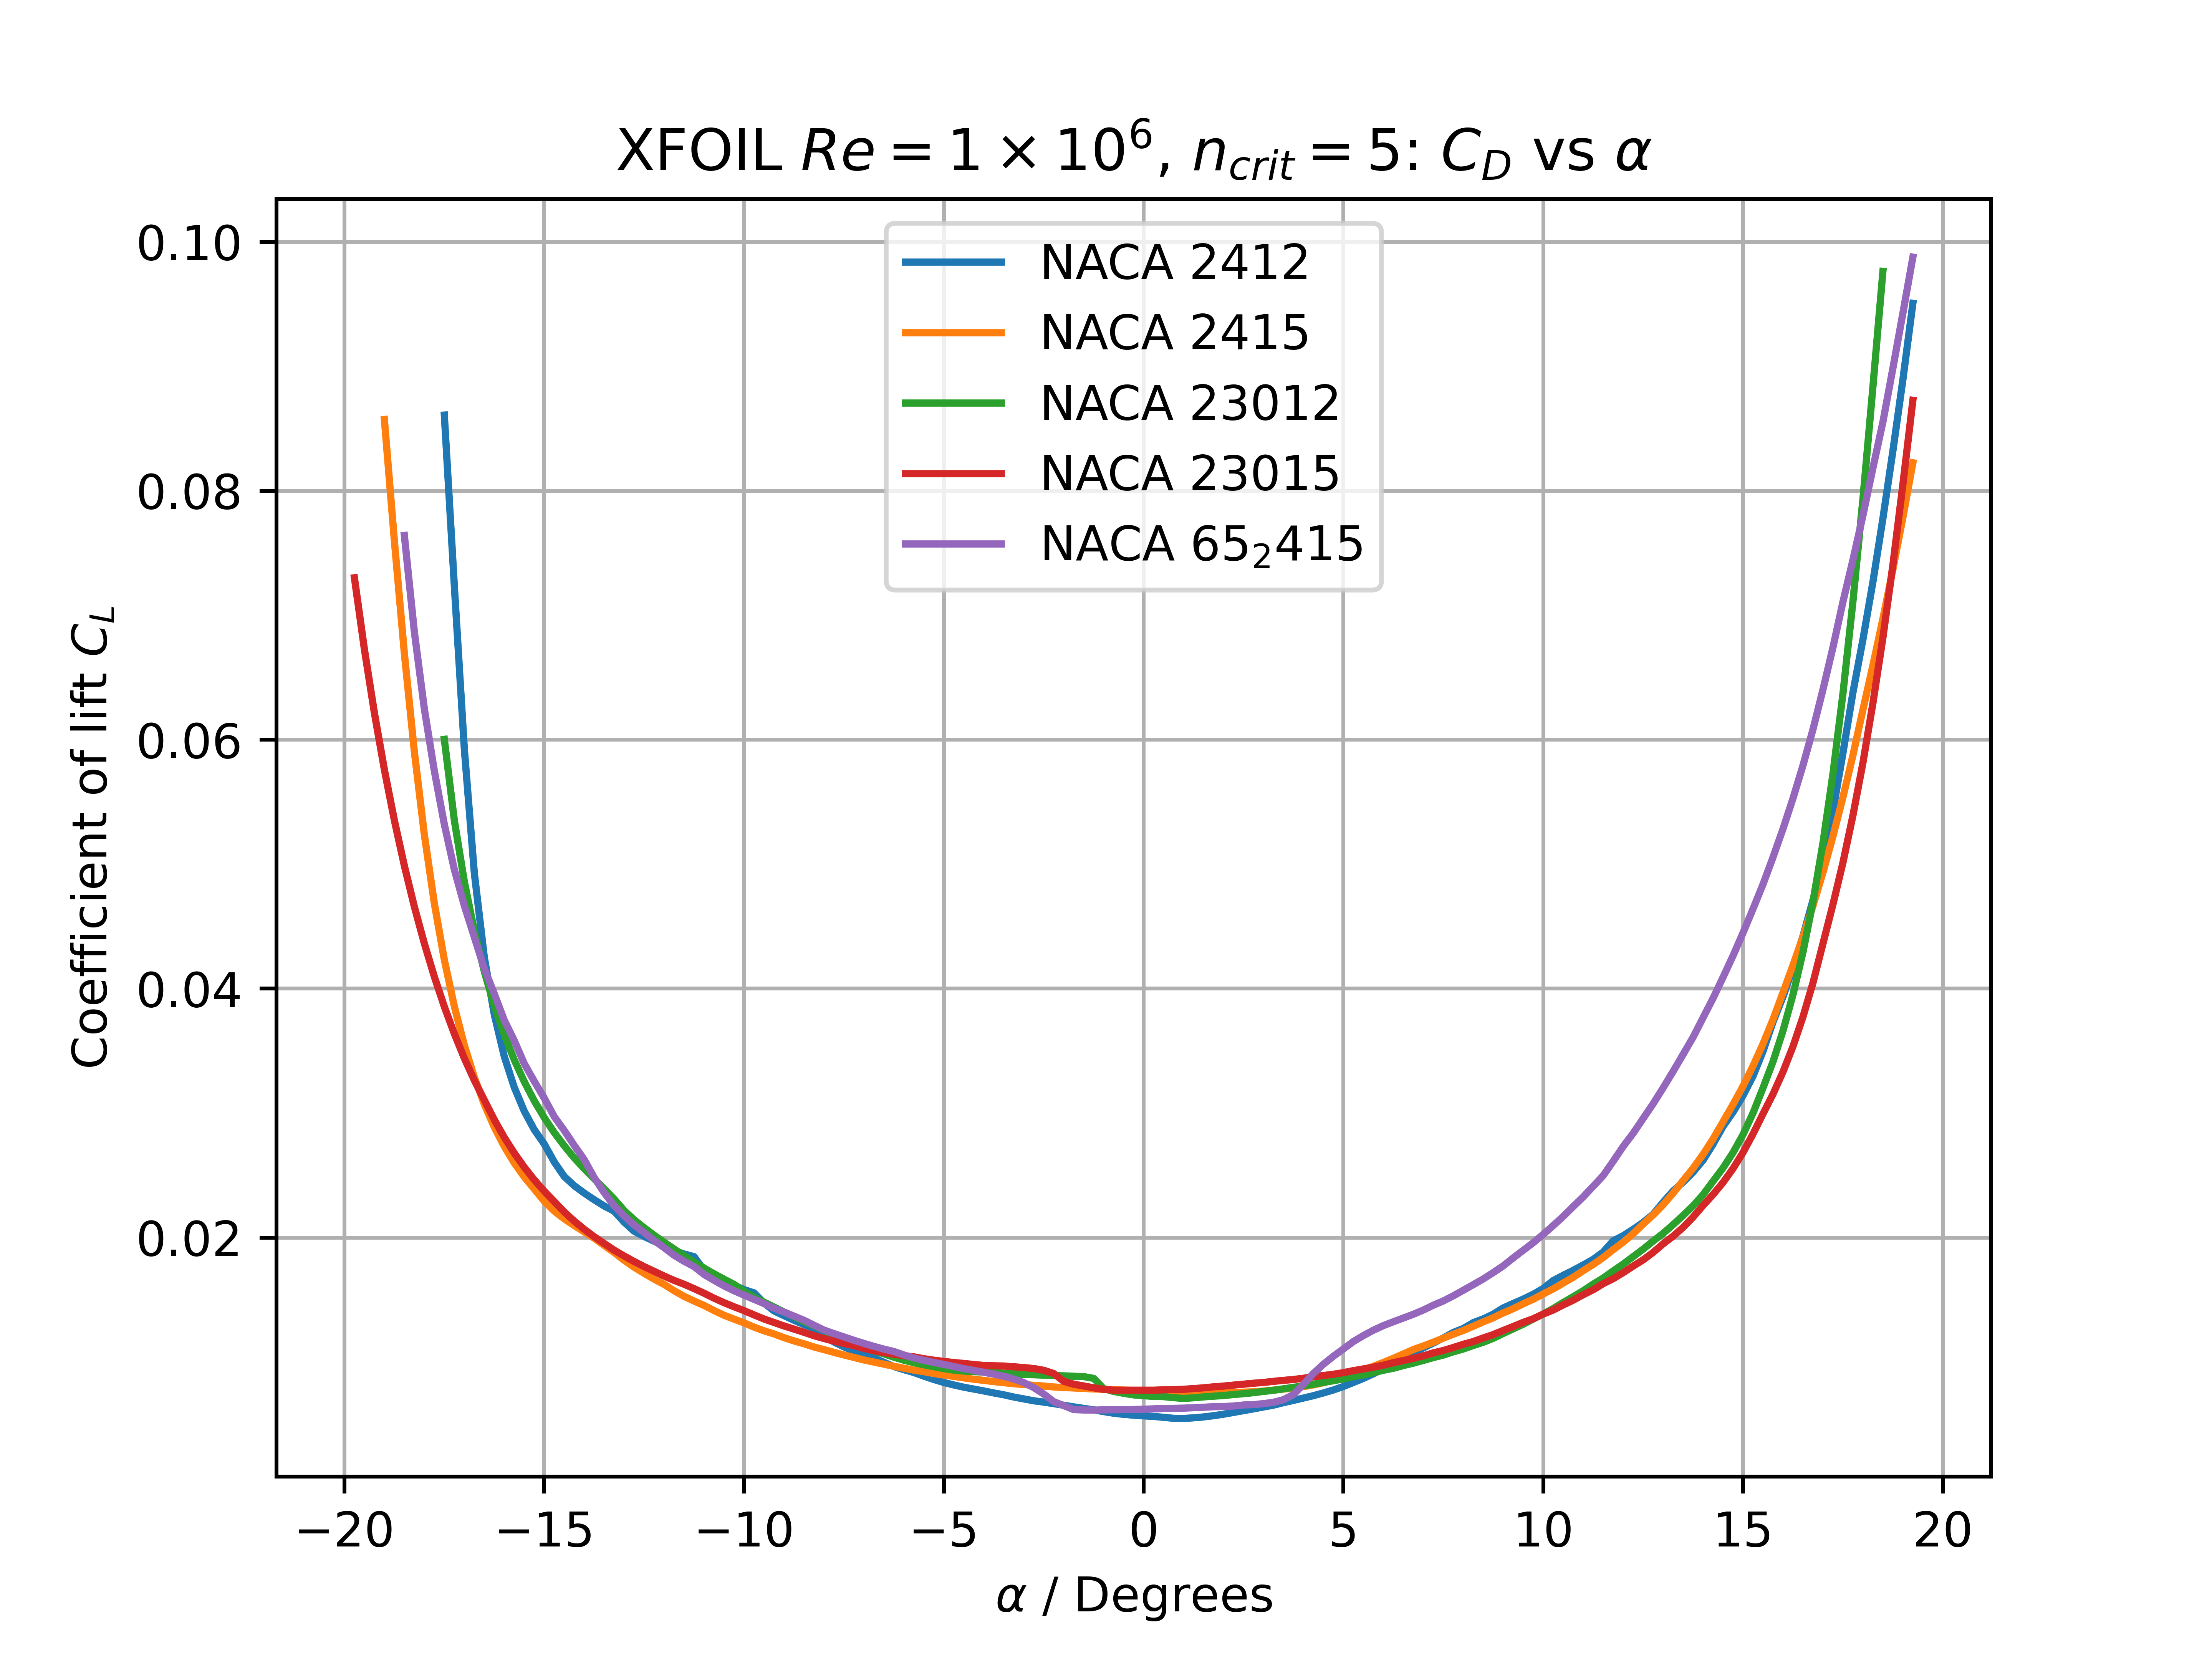 XFOIL Re = 1 × 10⁶, n_crit = 5: C_D vs α
0.10
0.08
0.06
0.04
0.02
Coefficient of lift C_L
NACA 2412
NACA 2415
NACA 23012
NACA 23015
NACA 65₂415
−20 −15 −10 −5 0 5 10 15 20
α / Degrees